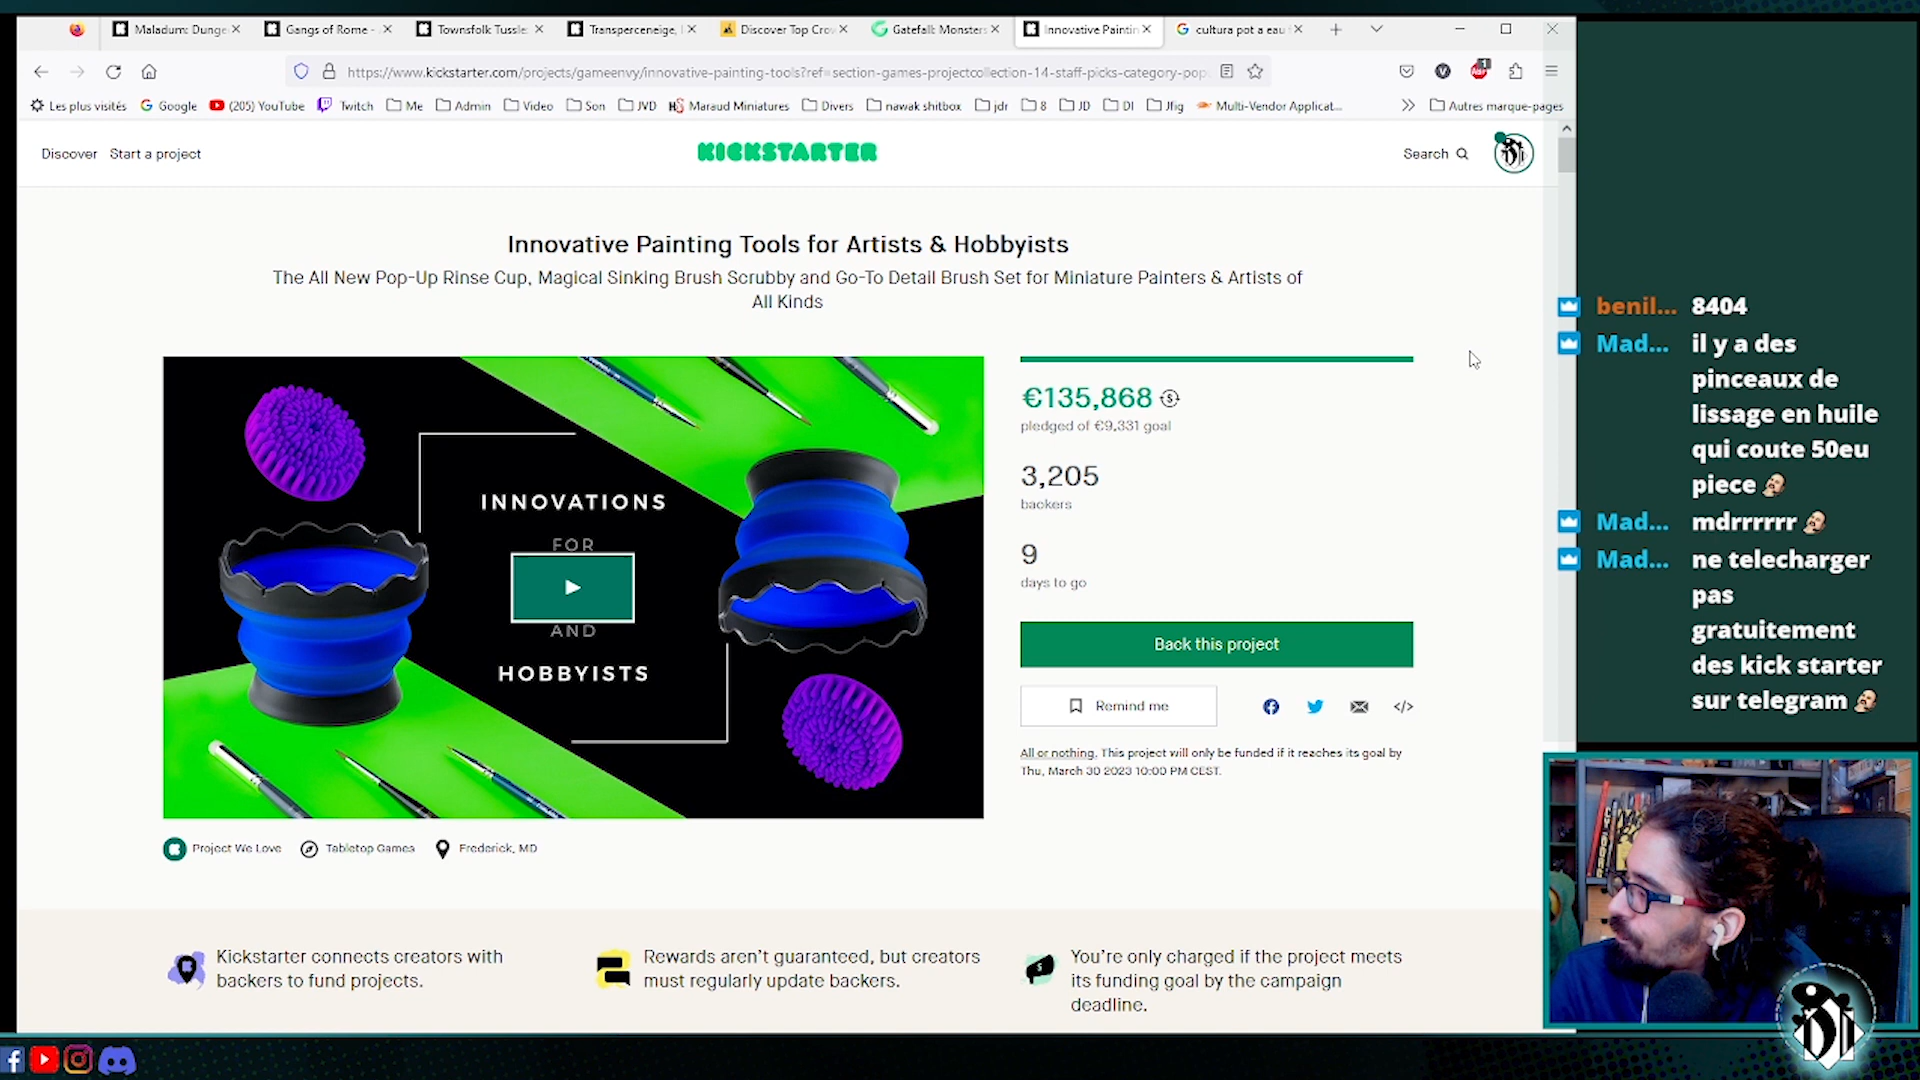 Maladum: Dunge
Gangs of Rome -
Townsfolk Tussle:
Transperceneige,
Discover Top Cro
Gatefall: Monsters
Innovative Paintin
cultura pot a eau
https://www.kickstarter.com/projects/gameenvy/innovative-painting-tools?ref=section-games-projectcollection-14-staff-picks-category-pop
1
Les plus visités
Google
(205) YouTube
Twitch
Me
Admin
Video
Son
JVD
Maraud Miniatures
Divers
nawak shitbox
jdr
8
JD
DI
Jfig
Multi-Vendor Applicat...
Autres marque-pages
Discover
Start a project
KICKSTARTER
Search
Innovative Painting Tools for Artists & Hobbyists
The All New Pop-Up Rinse Cup, Magical Sinking Brush Scrubby and Go-To Detail Brush Set for Miniature Painters & Artists of
All Kinds
INNOVATIONS
FOR
AND
HOBBYISTS
€135,868
pledged of €9,331 goal
3,205
backers
9
days to go
Back this project
Remind me
All or nothing. This project will only be funded if it reaches its goal by
Thu, March 30 2023 10:00 PM CEST.
Project We Love
Tabletop Games
Frederick, MD
Kickstarter connects creators with
backers to fund projects.
Rewards aren't guaranteed, but creators
must regularly update backers.
You're only charged if the project meets
its funding goal by the campaign
deadline.
benil... 8404
Mad... il y a des
pinceaux de
lissage en huile
qui coute 50eu
piece
Mad... mdrrrrrr
Mad... ne telecharger
pas
gratuitement
des kick starter
sur telegram